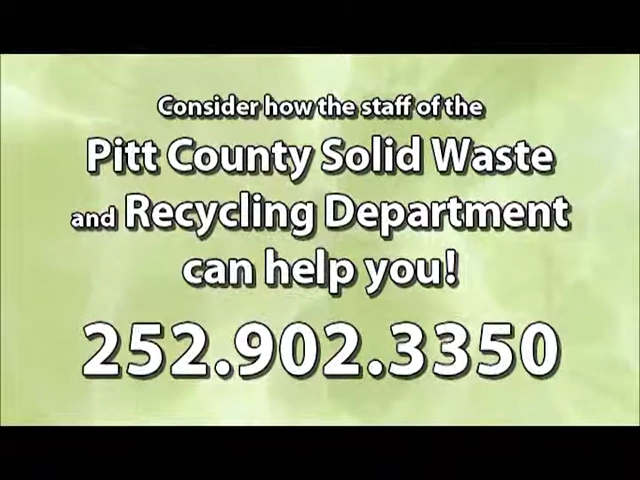 Consider how the staff of the
Pitt County Solid Waste
and Recycling Department
can help you!
252.902.3350